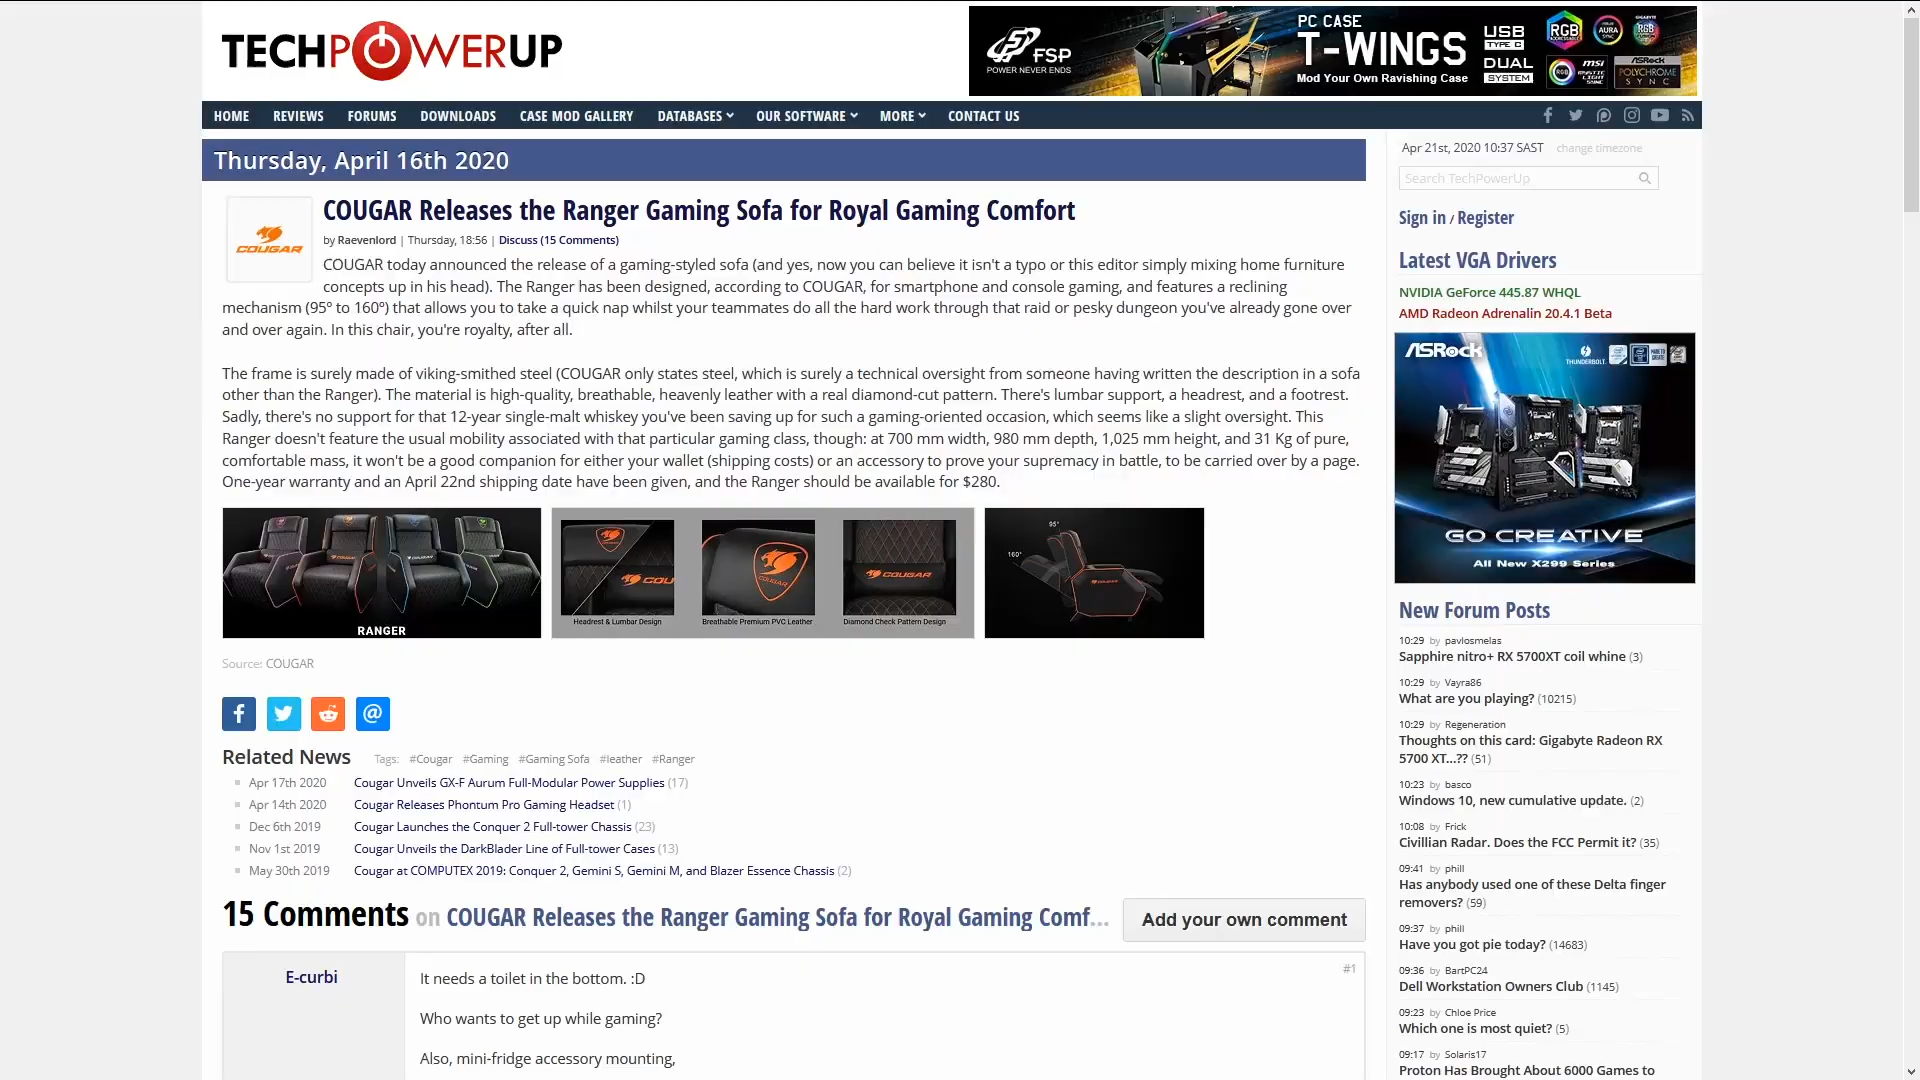 TECHPOWERUP
FSP
POWER NEVER ENDS
PC CASE
T-WINGS
Mod Your Own Ravishing Case
USB
TYPE C
DUAL
SYSTEM
RGB
AURA
SYNC
RGB
msi
MYSTIC
LIGHT
SYNC
ASRock
POLYCHROME
SYNC
HOME REVIEWS FORUMS DOWNLOADS CASE MOD GALLERY DATABASES OUR SOFTWARE MORE CONTACT US
Thursday, April 16th 2020
COUGAR
COUGAR Releases the Ranger Gaming Sofa for Royal Gaming Comfort
by Raevenlord | Thursday, 18:56 | Discuss (15 Comments)
COUGAR today announced the release of a gaming-styled sofa (and yes, now you can believe it isn't a typo or this editor simply mixing home furniture
concepts up in his head). The Ranger has been designed, according to COUGAR, for smartphone and console gaming, and features a reclining
mechanism (95º to 160º) that allows you to take a quick nap whilst your teammates do all the hard work through that raid or pesky dungeon you've already gone over
and over again. In this chair, you're royalty, after all.
The frame is surely made of viking-smithed steel (COUGAR only states steel, which is surely a technical oversight from someone having written the description in a sofa
other than the Ranger). The material is high-quality, breathable, heavenly leather with a real diamond-cut pattern. There's lumbar support, a headrest, and a footrest.
Sadly, there's no support for that 12-year single-malt whiskey you've been saving up for such a gaming-oriented occasion, which seems like a slight oversight. This
Ranger doesn't feature the usual mobility associated with that particular gaming class, though: at 700 mm width, 980 mm depth, 1,025 mm height, and 31 Kg of pure,
comfortable mass, it won't be a good companion for either your wallet (shipping costs) or an accessory to prove your supremacy in battle, to be carried over by a page.
One-year warranty and an April 22nd shipping date have been given, and the Ranger should be available for $280.
RANGER
COUGAR
Headrest & Lumbar Design
Breathable Premium PVC Leather
Diamond Check Pattern Design
95°
160°
Source: COUGAR
Related News Tags: #Cougar #Gaming #Gaming Sofa #leather #Ranger
Apr 17th 2020 Cougar Unveils GX-F Aurum Full-Modular Power Supplies (17)
Apr 14th 2020 Cougar Releases Phontum Pro Gaming Headset (1)
Dec 6th 2019 Cougar Launches the Conquer 2 Full-tower Chassis (23)
Nov 1st 2019 Cougar Unveils the DarkBlader Line of Full-tower Cases (13)
May 30th 2019 Cougar at COMPUTEX 2019: Conquer 2, Gemini S, Gemini M, and Blazer Essence Chassis (2)
15 Comments on COUGAR Releases the Ranger Gaming Sofa for Royal Gaming Comf...
Add your own comment
E-curbi
#1
It needs a toilet in the bottom. :D
Who wants to get up while gaming?
Also, mini-fridge accessory mounting,
Apr 21st, 2020 10:37 SAST change timezone
Search TechPowerUp
Sign in / Register
Latest VGA Drivers
NVIDIA GeForce 445.87 WHQL
AMD Radeon Adrenalin 20.4.1 Beta
ASRock
THUNDERBOLT
GO CREATIVE
All New X299 Series
New Forum Posts
10:29 by pavlosmelas
Sapphire nitro+ RX 5700XT coil whine (3)
10:29 by Vayra86
What are you playing? (10215)
10:29 by Regeneration
Thoughts on this card: Gigabyte Radeon RX
5700 XT...?? (51)
10:23 by basco
Windows 10, new cumulative update. (2)
10:08 by Frick
Civillian Radar. Does the FCC Permit it? (35)
09:41 by phill
Has anybody used one of these Delta finger
removers? (59)
09:37 by phill
Have you got pie today? (14683)
09:36 by BartPC24
Dell Workstation Owners Club (1145)
09:23 by Chloe Price
Which one is most quiet? (5)
09:17 by Solaris17
Proton Has Brought About 6000 Games to